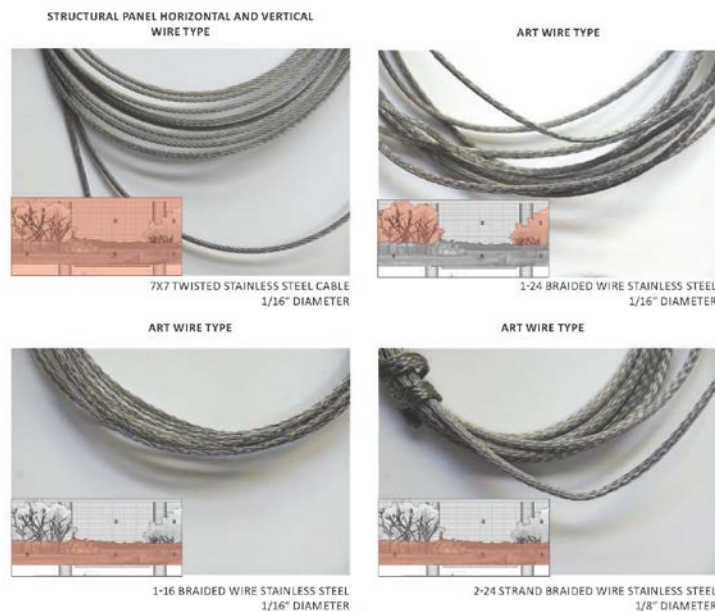 STRUCTURAL PANEL HORIZONTAL AND VERTICAL
WIRE TYPE
ART WIRE TYPE
7X7 TWISTED STAINLESS STEEL CABLE
1/16" DIAMETER
1-24 BRAIDED WIRE STAINLESS STEEL
1/16" DIAMETER
ART WIRE TYPE
ART WIRE TYPE
1-16 BRAIDED WIRE STAINLESS STEEL
1/16" DIAMETER
2-24 STRAND BRAIDED WIRE STAINLESS STEEL
1/8" DIAMETER